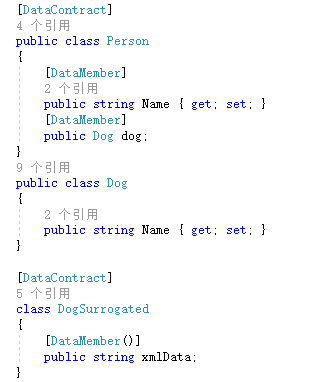 [DataContract]
4 个引用
public class Person
{
[DataMember]
2 个引用
public string Name { get; set; }
[DataMember]
public Dog dog;
}
9 个引用
public class Dog
{
2 个引用
public string Name { get; set; }
}
[DataContract]
5 个引用
class DogSurrogated
{
[DataMember()]
public string xmlData;
}